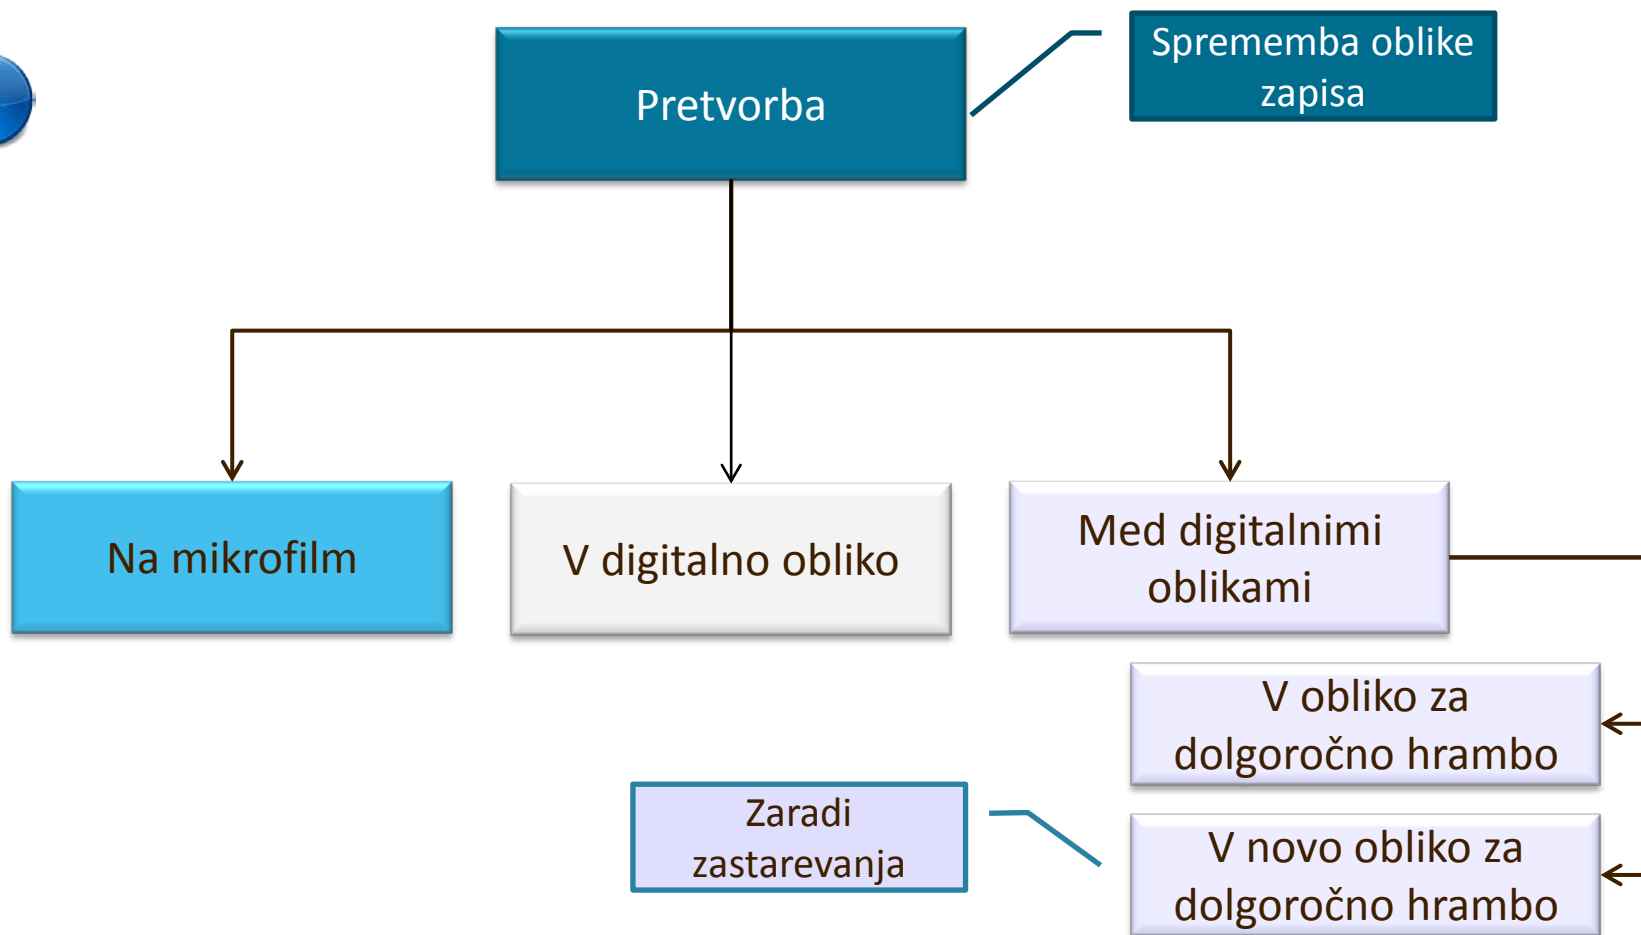 Pretvorba
Sprememba oblike
zapisa
Na mikrofilm
V digitalno obliko
Med digitalnimi
oblikami
V obliko za
dolgoročno hrambo
Zaradi
zastarevanja
V novo obliko za
dolgoročno hrambo